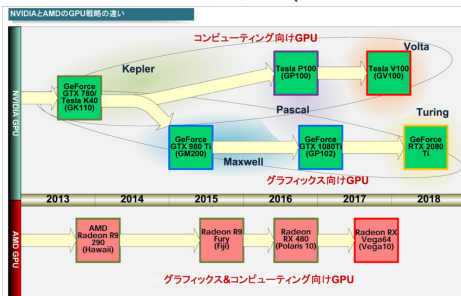 NVIDIAとAMDのGPU戦略の違い
コンピューティング向けGPU
Volta
Kepler
Tesla P100
(GP100)
Tesla V100
(GV100)
GeForce
GTX 780/
Tesla K40
(GK110)
NVIDIA GPU
Pascal
Turing
GeForce
GTX 980 Ti
(GM200)
GeForce
GTX 1080Ti
(GP102)
GeForce
RTX 2080
Ti
Maxwell
グラフィックス向けGPU
2013
2014
2015
2016
2017
2018
AMD GPU
AMD
Radeon R9
290
(Hawaii)
Radeon R9
Fury
(Fiji)
Radeon
RX 480
(Polaris 10)
Radeon RX
Vega64
(Vega10)
グラフィックス&コンピューティング向けGPU